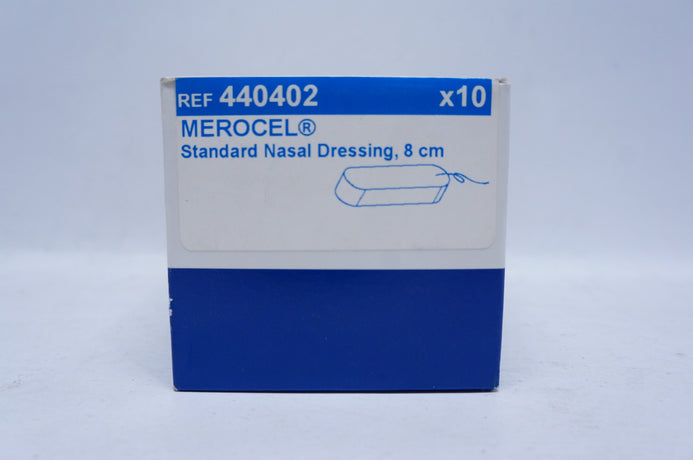 REF 440402 x10
MEROCEL®
Standard Nasal Dressing, 8 cm